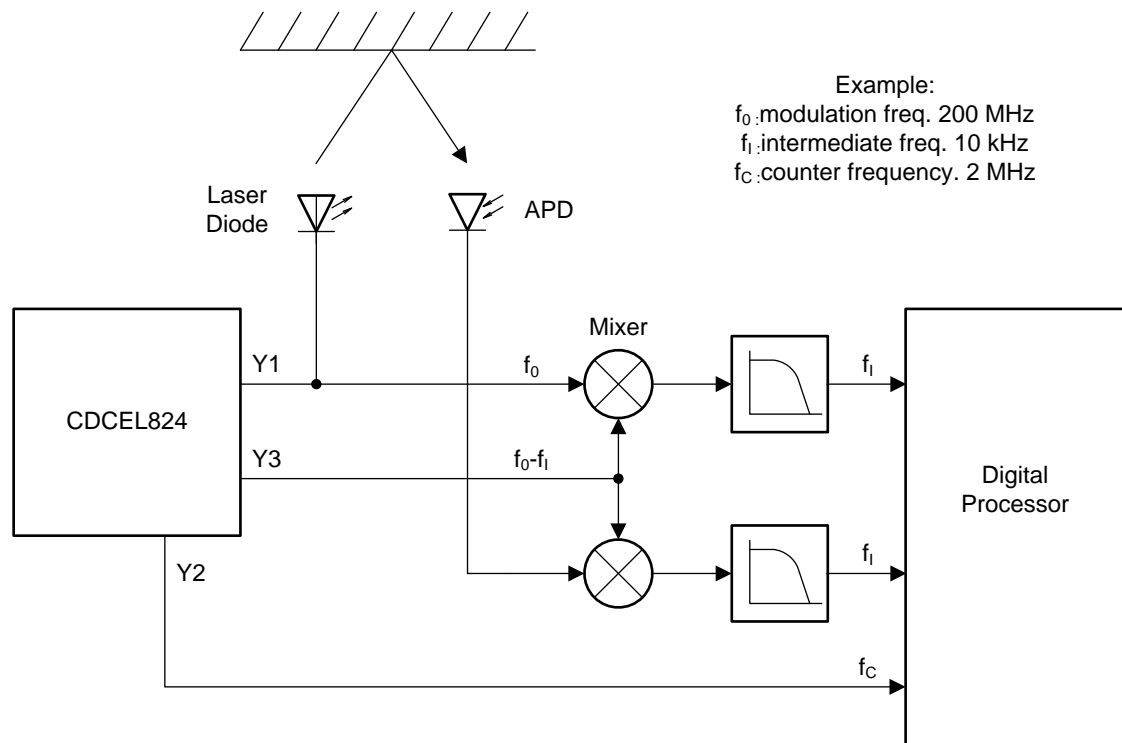 Example:
f₀ :modulation freq. 200 MHz
fI :intermediate freq. 10 kHz
fC :counter frequency. 2 MHz
Laser
Diode
APD
Mixer
Y1
f₀
fI
CDCEL824
Y3
f₀-fI
Digital
Processor
Y2
fI
fC